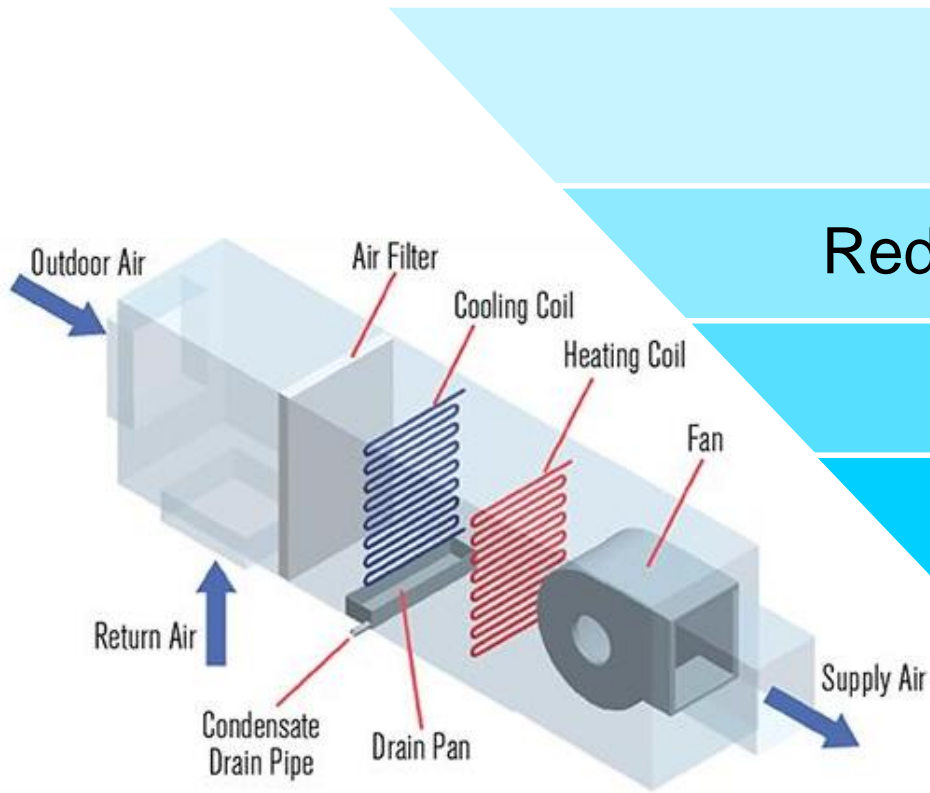 Red
Outdoor Air
Air Filter
Cooling Coil
Heating Coil
Fan
Return Air
Supply Air
Condensate
Drain Pipe
Drain Pan